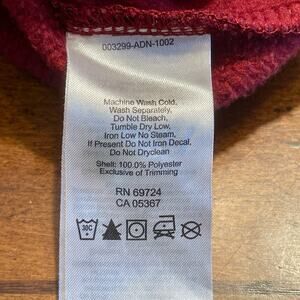 003299-ADN-1002
Machine Wash Cold,
Wash Separately,
Do Not Bleach,
Tumble Dry Low,
Iron Low No Steam,
If Present Do Not Iron Decal,
Do Not Dryclean
Shell: 100.0% Polyester
Exclusive of Trimming
RN 69724
CA 05367
30C